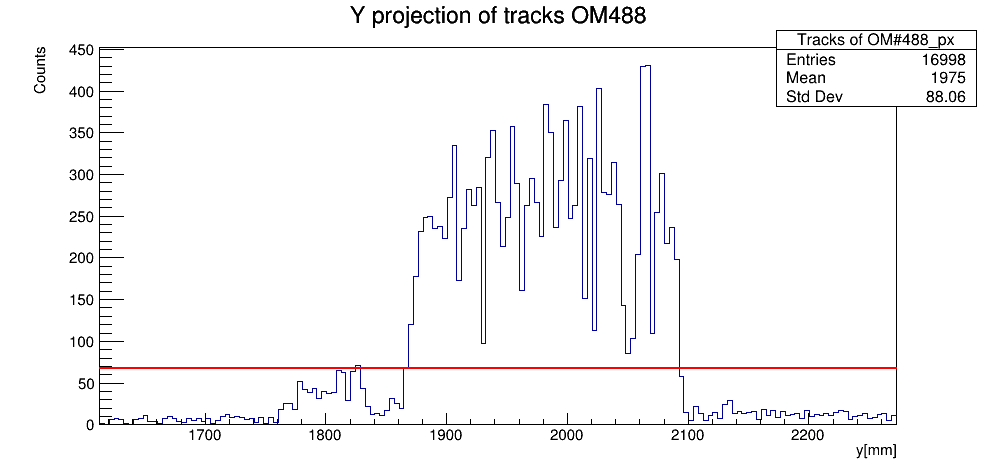 Y projection of tracks OM488
Tracks of OM#488_px
Entries 16998
Mean 1975
Std Dev 88.06
Counts
450
400
350
300
250
200
150
100
50
0
1700 1800 1900 2000 2100 2200
y[mm]